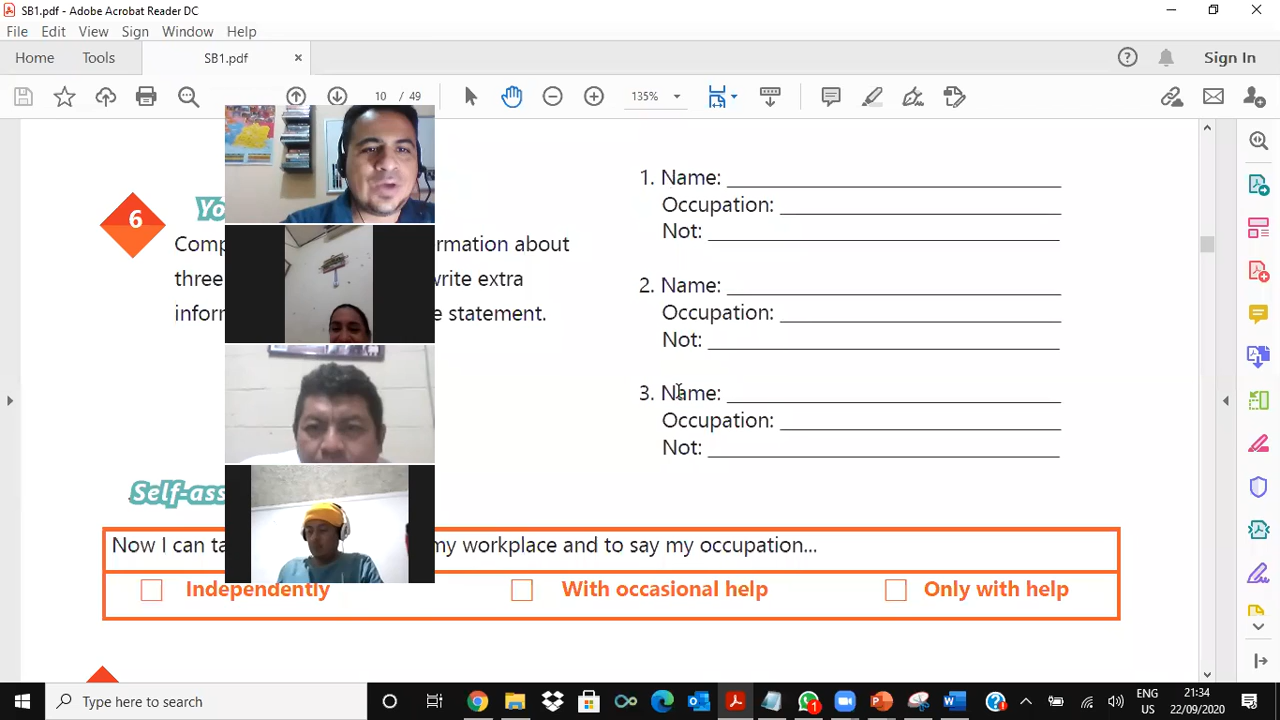 SB1.pdf - Adobe Acrobat Reader DC
File Edit View Sign Window Help
Home Tools SB1.pdf × Sign In
10 / 49 135%
1. Name:
Occupation:
Not:
6 Yo
Comp rmation about
three write extra
inforr e statement.
2. Name:
Occupation:
Not:
3. Name:
Occupation:
Not:
Self-ass
Now I can ta my workplace and to say my occupation...
Independently With occasional help Only with help
Type here to search
ENG 21:34
US 22/09/2020